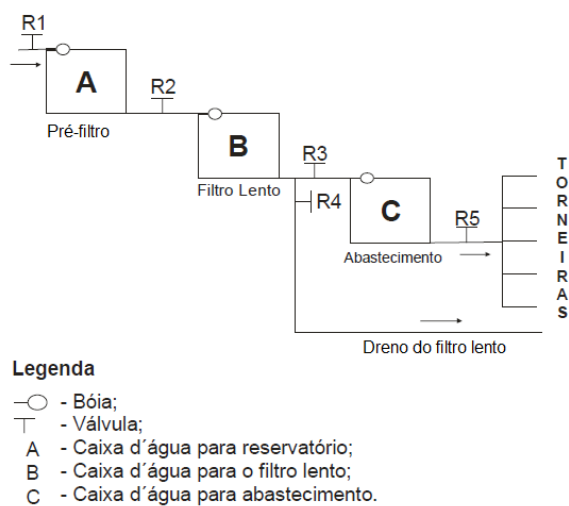 R1
A
Pré-filtro
R2
B
Filtro Lento
R3
R4
C
Abastecimento
R5
TORNEIRAS
Dreno do filtro lento
Legenda
- Bóia;
- Válvula;
A - Caixa d´água para reservatório;
B - Caixa d´água para o filtro lento;
C - Caixa d´água para abastecimento.